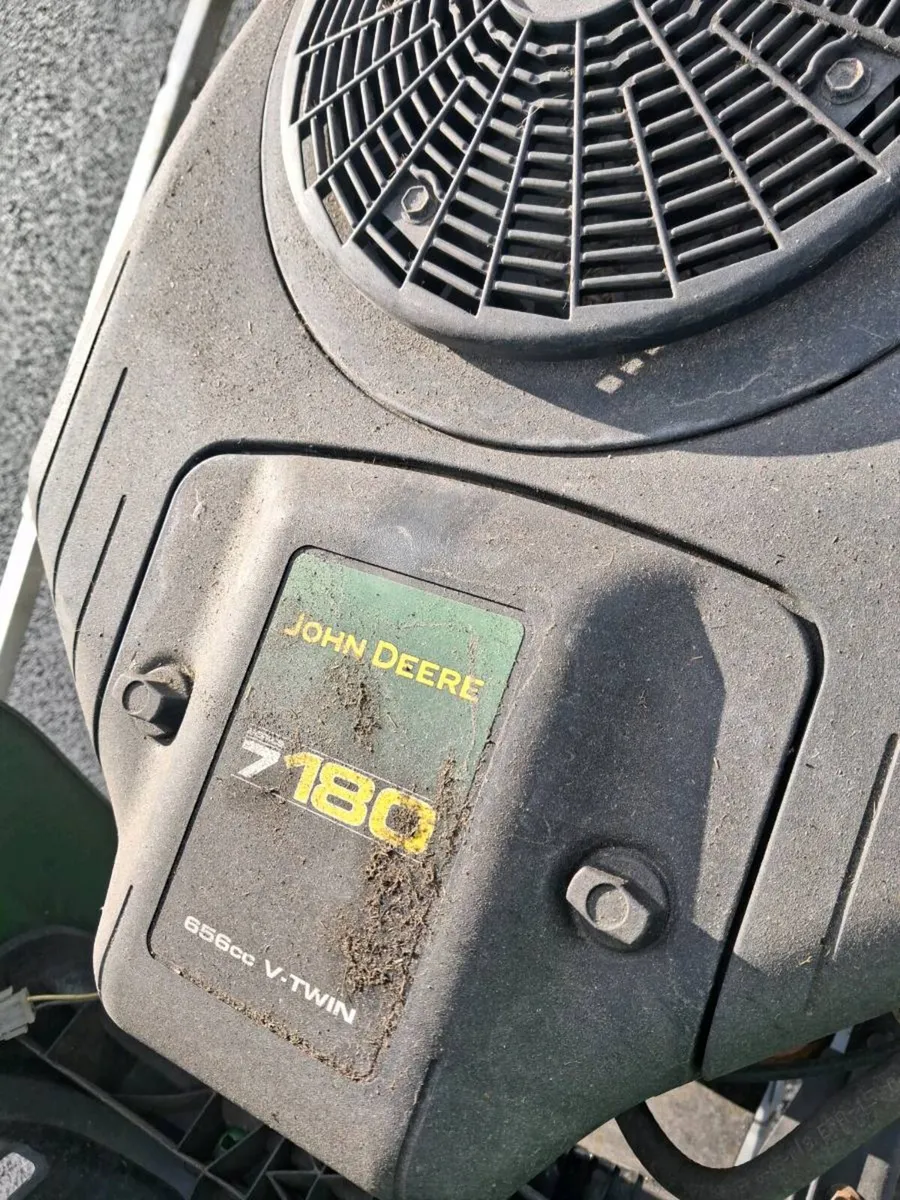 JOHN DEERE
7180
656cc V-TWIN